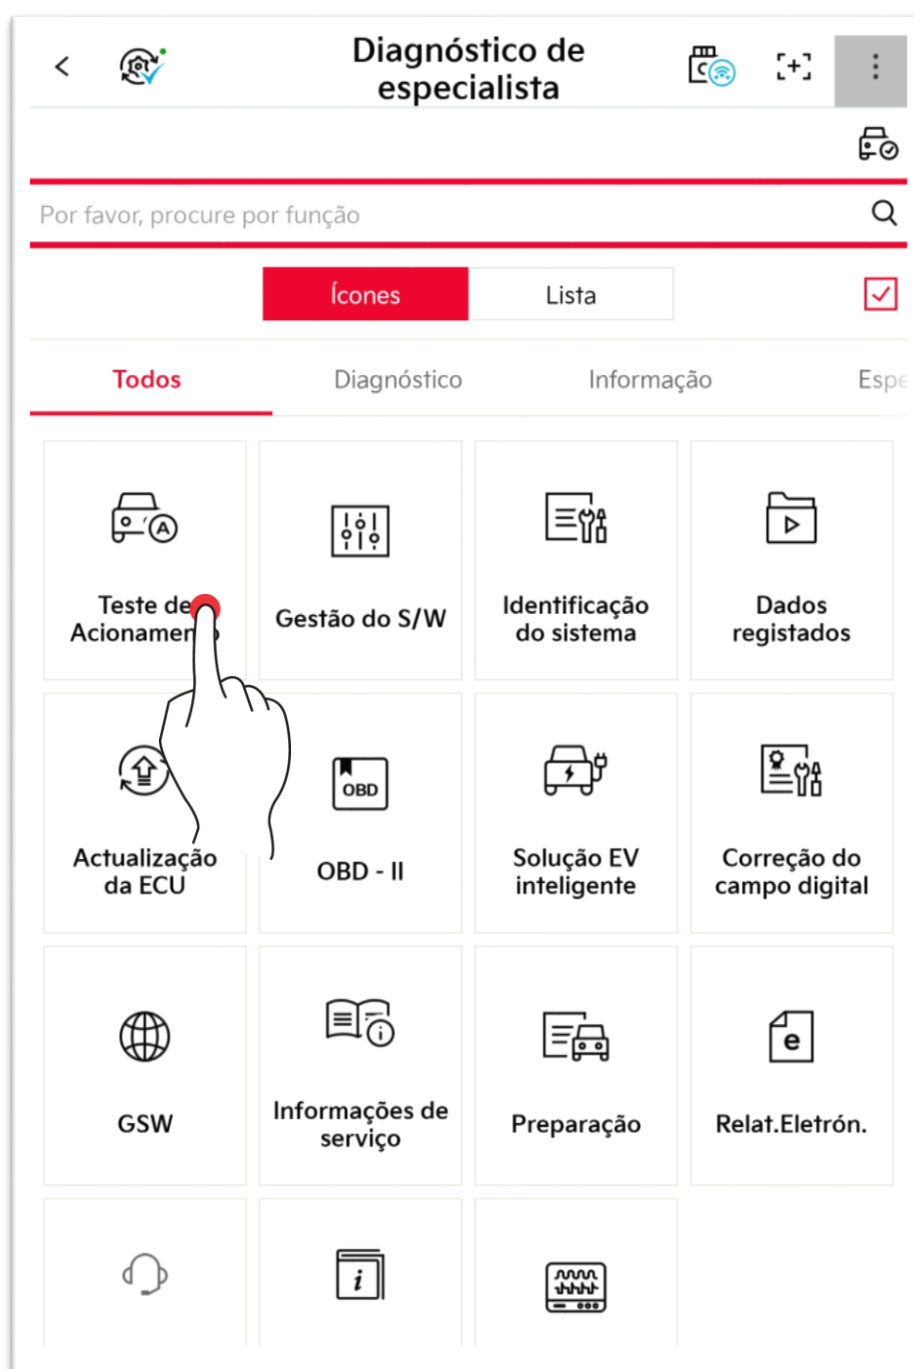 Diagnóstico de
especialista
Por favor, procure por função
Ícones
Lista
Todos
Diagnóstico
Informação
Espe
Teste de
Acionamento
Gestão do S/W
Identificação
do sistema
Dados
registados
Actualização
da ECU
OBD
OBD - II
Solução EV
inteligente
Correção do
campo digital
GSW
Informações de
serviço
Preparação
e
Relat.Eletrón.
i